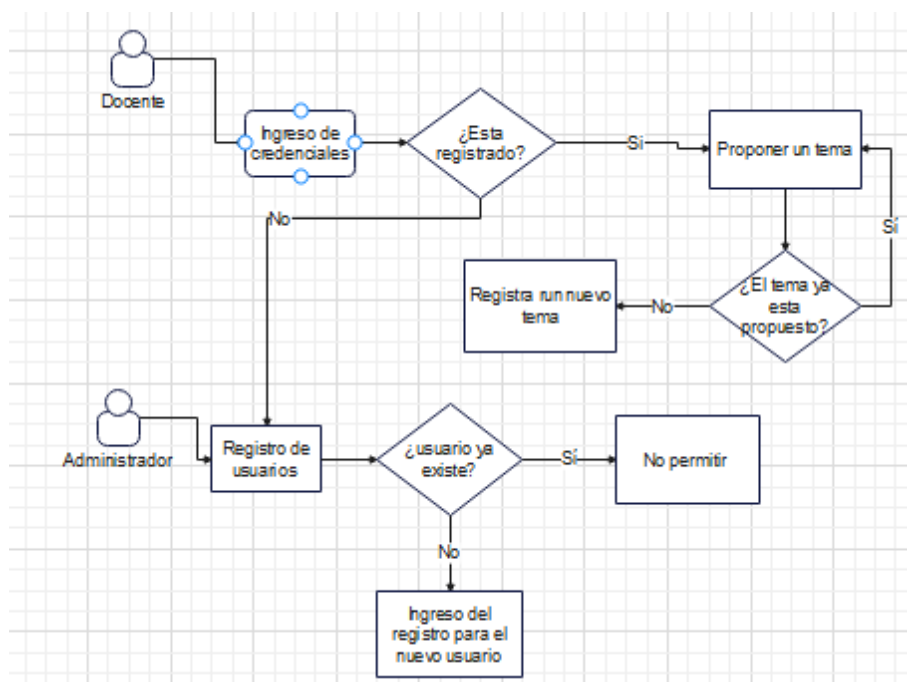 Docente
Ingreso de
credenciales
¿Esta
registrado?
Si
Proponer un tema
Sí
No
¿El tema ya
esta
propuesto?
No
Registra run nuevo
tema
Administrador
Registro de
usuarios
¿usuario ya
existe?
Sí
No permitir
No
Ingreso del
registro para el
nuevo usuario